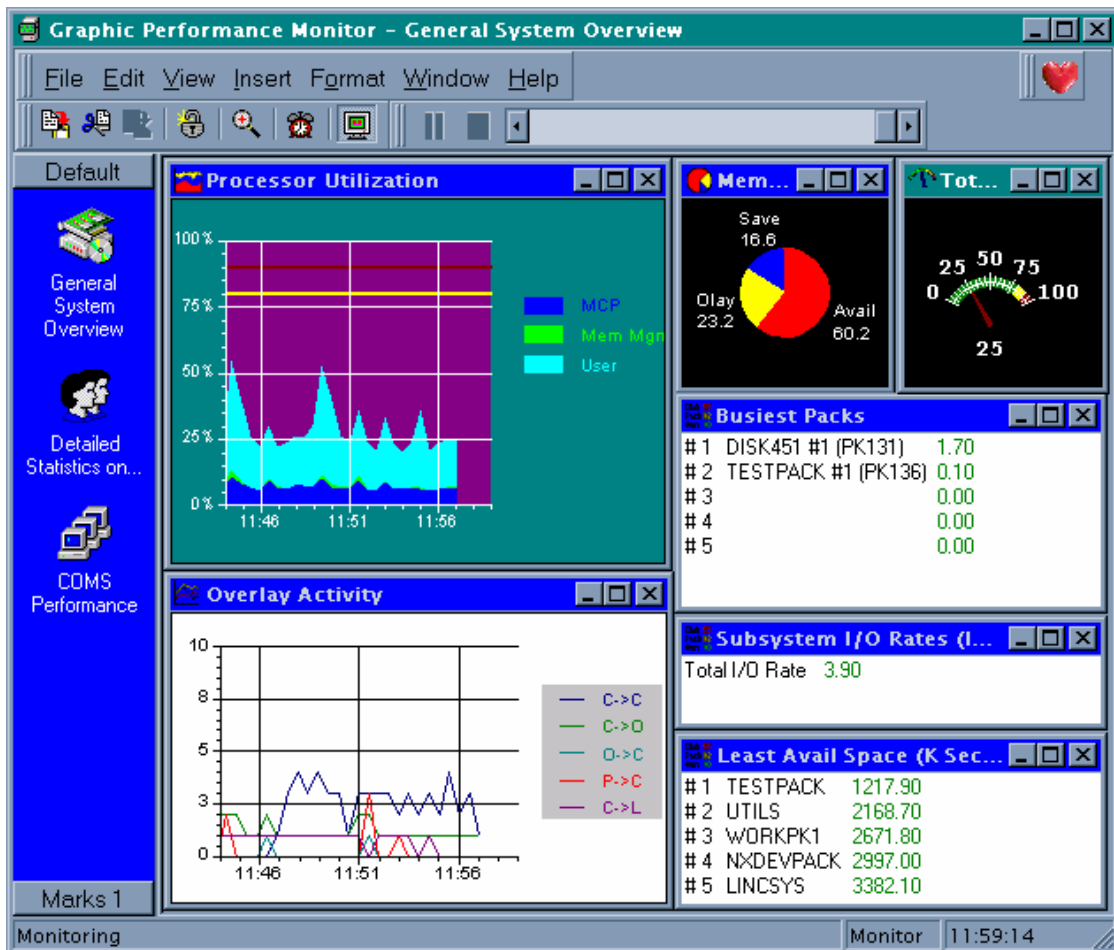 Graphic Performance Monitor - General System Overview
File Edit View Insert Format Window Help
Default
General
System
Overview
Detailed
Statistics on...
COMS
Performance
Marks 1
Processor Utilization
100%
75%
50%
25%
0%
11:46 11:51 11:56
MCP
Mem Mgn
User
Mem...
Save
16.6
Olay
23.2
Avail
60.2
Tot...
0 25 50 75 100
25
Busiest Packs
#1 DISK451 #1 (PK131) 1.70
#2 TESTPACK #1 (PK136) 0.10
#3 0.00
#4 0.00
#5 0.00
Overlay Activity
10
8
5
3
0
11:46 11:51 11:56
C->C
C->O
O->C
P->C
C->L
Subsystem I/O Rates (I...
Total I/O Rate 3.90
Least Avail Space (K Sec...
#1 TESTPACK 1217.90
#2 UTILS 2168.70
#3 WORKPK1 2671.80
#4 NXDEVPACK 2997.00
#5 LINCSYS 3382.10
Monitoring
Monitor 11:59:14